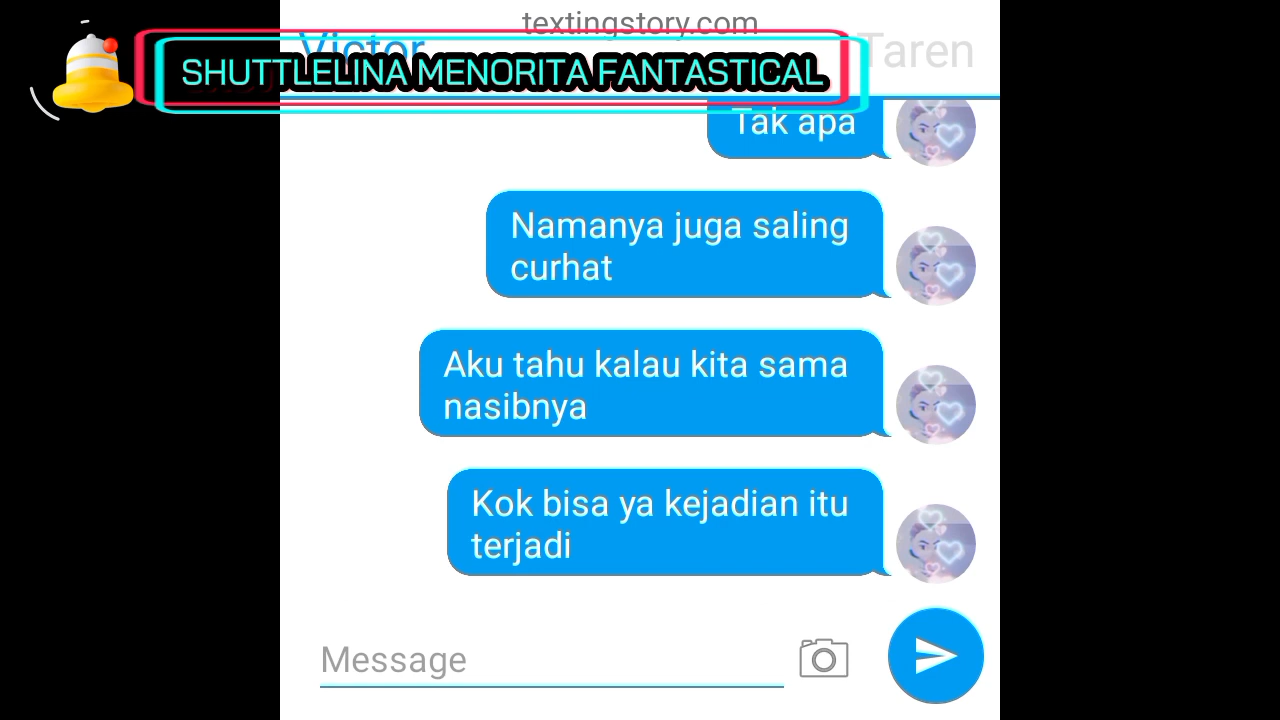 textingstory.com
Victor
Taren
SHUTTLELINA MENORITA FANTASTICAL
Tak apa
Namanya juga saling
curhat
Aku tahu kalau kita sama
nasibnya
Kok bisa ya kejadian itu
terjadi
Message